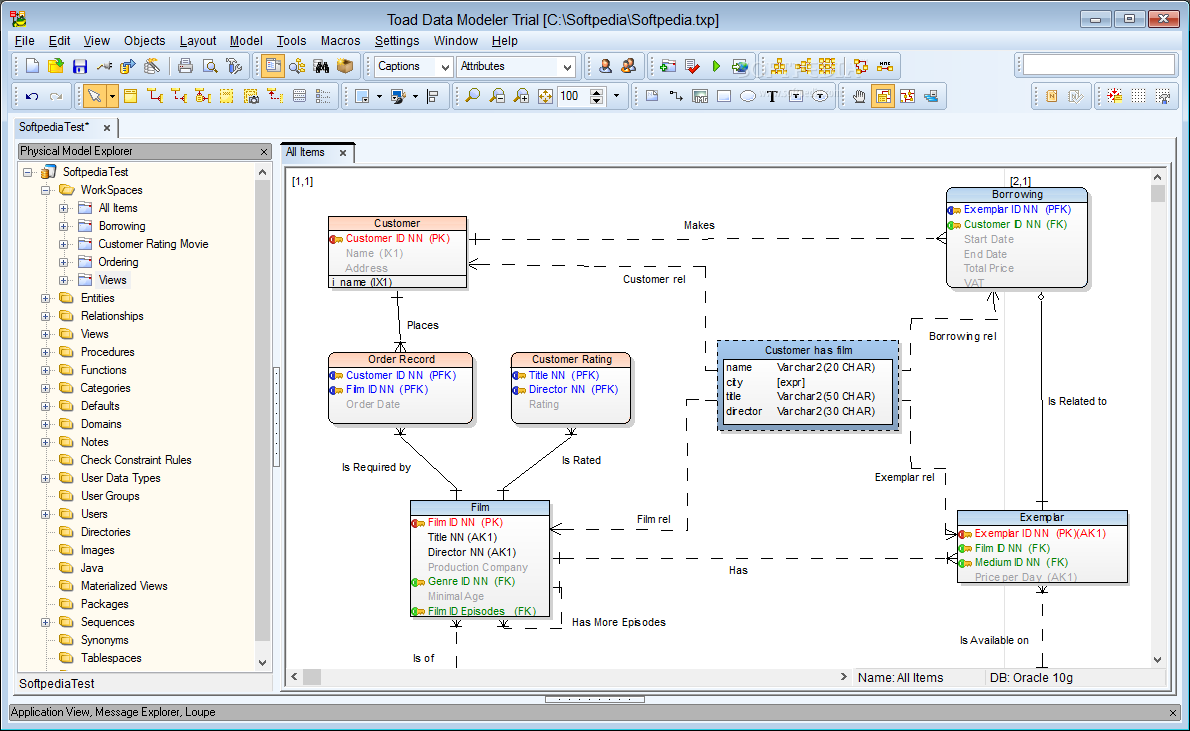 Toad Data Modeler Trial [C:\Softpedia\Softpedia.txp]
File Edit View Objects Layout Model Tools Macros Settings Window Help
Captions Attributes
100
SoftpediaTest*
Physical Model Explorer
SoftpediaTest
WorkSpaces
All Items
Borrowing
Customer Rating Movie
Ordering
Views
Entities
Relationships
Views
Procedures
Functions
Categories
Defaults
Domains
Notes
Check Constraint Rules
User Data Types
User Groups
Users
Directories
Images
Java
Materialized Views
Packages
Sequences
Synonyms
Tablespaces
SoftpediaTest
All Items
[1,1]
[2,1]
Customer
Customer ID NN (PK)
Name (IX1)
Address
i_name (IX1)
Makes
Customer rel
Borrowing
Exemplar ID NN (PFK)
Customer ID NN (FK)
Start Date
End Date
Total Price
VAT
Places
Borrowing rel
Order Record
Customer ID NN (PFK)
Film ID NN (PFK)
Order Date
Customer Rating
Title NN (PFK)
Director NN (PFK)
Rating
Customer has film
name Varchar2(20 CHAR)
city [expr]
title Varchar2(50 CHAR)
director Varchar2(30 CHAR)
Is Related to
Is Required by
Is Rated
Exemplar rel
Film
Film ID NN (PK)
Title NN (AK1)
Director NN (AK1)
Production Company
Genre ID NN (FK)
Minimal Age
Film ID Episodes (FK)
Film rel
Has
Has More Episodes
Exemplar
Exemplar ID NN (PK)(AK1)
Film ID NN (FK)
Medium ID NN (FK)
Price per Day (AK1)
Is of
Is Available on
Name: All Items DB: Oracle 10g
Application View, Message Explorer, Loupe